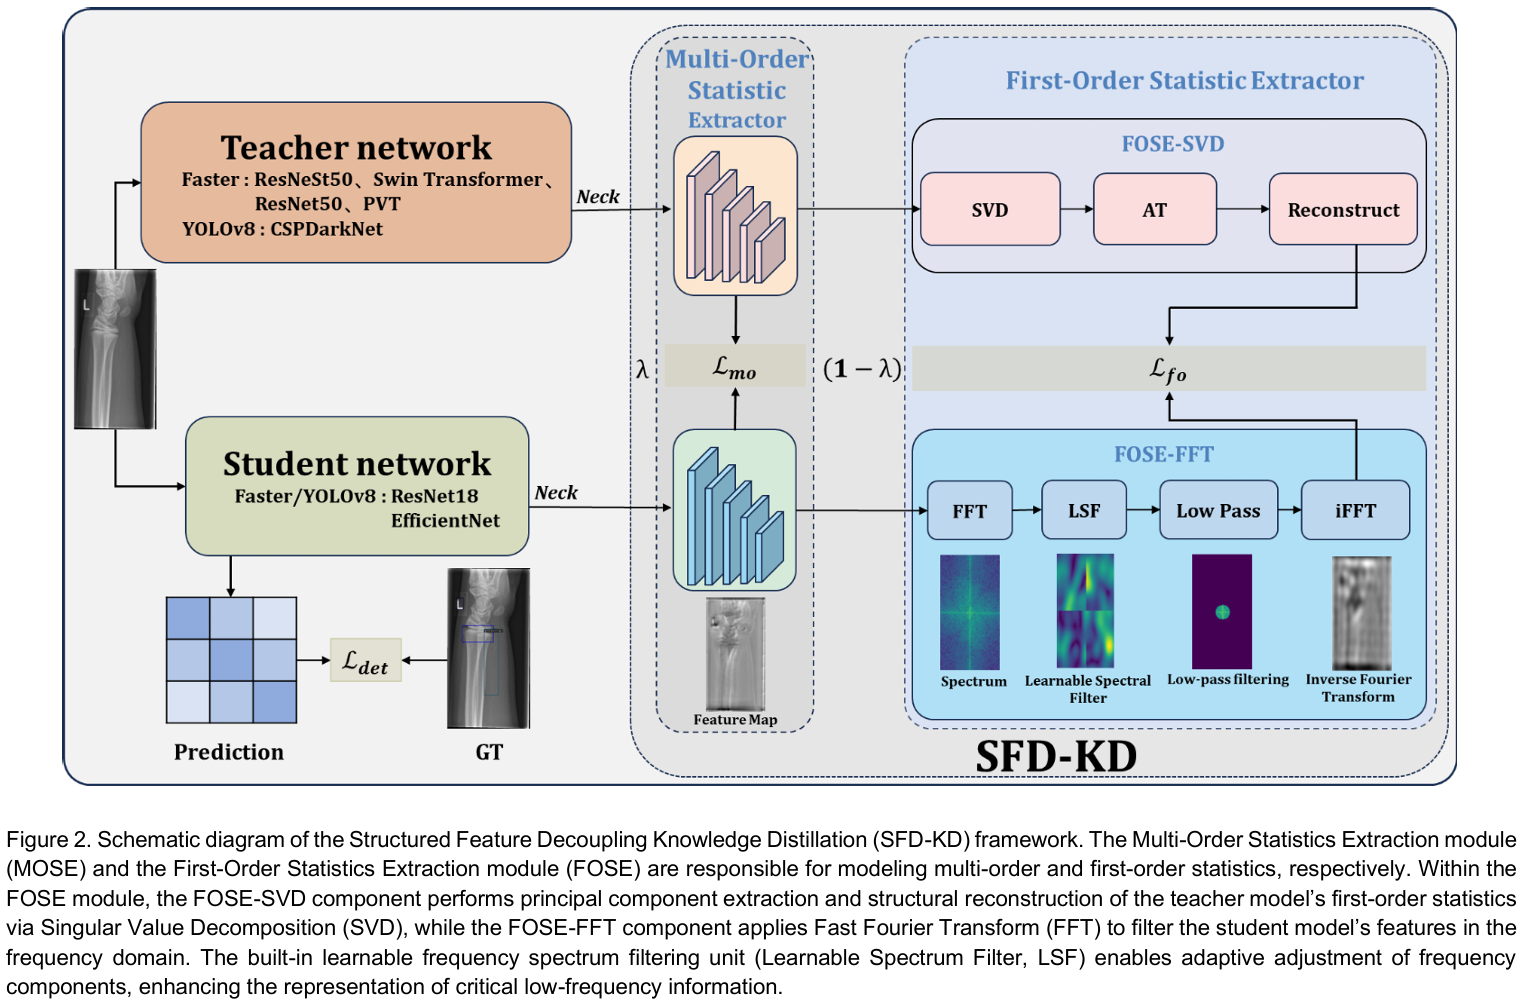 Multi-Order
Statistic
Extractor
First-Order Statistic Extractor
Teacher network
Faster : ResNeSt50、Swin Transformer、
ResNet50、PVT
YOLOv8 : CSPDarkNet
Neck
FOSE-SVD
SVD
AT
Reconstruct
L
λ
ℒmo
(1 − λ)
ℒfo
Student network
Faster/YOLOv8 : ResNet18
EfficientNet
Neck
FOSE-FFT
FFT
LSF
Low Pass
iFFT
Spectrum
Learnable Spectral
Filter
Low-pass filtering
Inverse Fourier
Transform
Feature Map
ℒdet
L
Prediction
GT
SFD-KD
Figure 2. Schematic diagram of the Structured Feature Decoupling Knowledge Distillation (SFD-KD) framework. The Multi-Order Statistics Extraction module
(MOSE) and the First-Order Statistics Extraction module (FOSE) are responsible for modeling multi-order and first-order statistics, respectively. Within the
FOSE module, the FOSE-SVD component performs principal component extraction and structural reconstruction of the teacher model's first-order statistics
via Singular Value Decomposition (SVD), while the FOSE-FFT component applies Fast Fourier Transform (FFT) to filter the student model's features in the
frequency domain. The built-in learnable frequency spectrum filtering unit (Learnable Spectrum Filter, LSF) enables adaptive adjustment of frequency
components, enhancing the representation of critical low-frequency information.